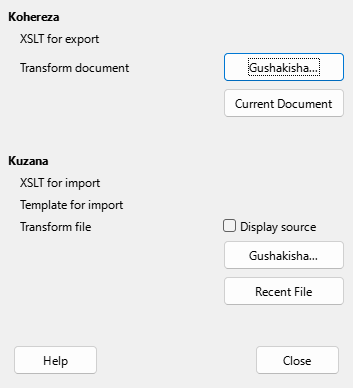 Kohereza
XSLT for export
Transform document
Gushakisha...
Current Document
Kuzana
XSLT for import
Template for import
Transform file
Display source
Gushakisha...
Recent File
Help
Close